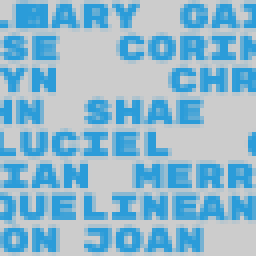 MARY GAI
SE CORIN
YN CHR
HN SHAE
LUCIEL
IAN MERR
QUELINEAN
ON JOAN